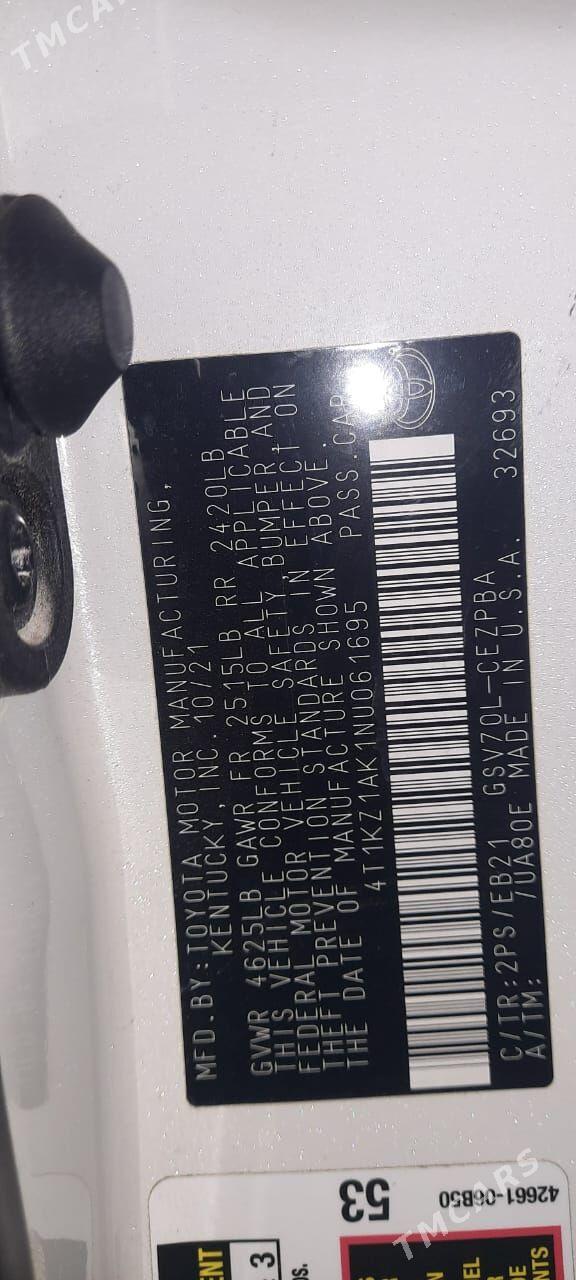 TMCARS
MFD.BY:TOYOTA MOTOR MANUFACTURING,
KENTUCKY,INC. 10/21
GVWR 4625LB GAWR FR 2515LB RR 2420LB
THIS VEHICLE CONFORMS TO ALL APPLICABLE
FEDERAL MOTOR VEHICLE SAFETY,BUMPER,AND
THEFT PREVENTION STANDARDS IN EFFECT ON
THE DATE OF MANUFACTURE SHOWN ABOVE.
4T1KZ1AK1NU061695 PASS.CAR
C/TR:2PS/EB21 GSV70L-CEZPBA
A/TM: /UA80E MADE IN U.S.A. 32693
53
42661-06B50
TMCARS
3